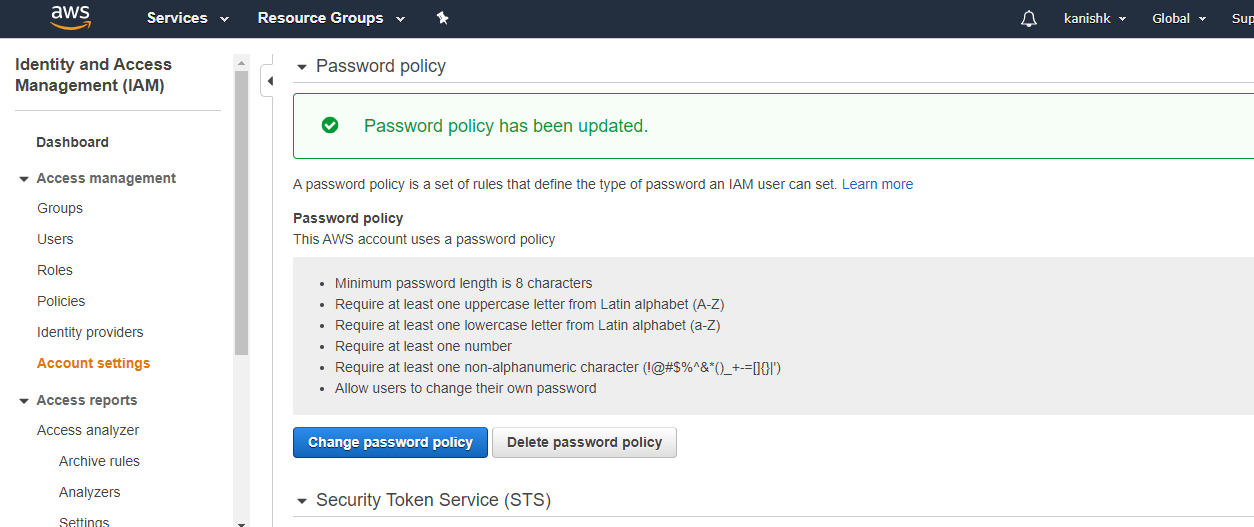 aws Services Resource Groups kanishk Global Sup
Identity and Access
Management (IAM)
Dashboard
Access management
Groups
Users
Roles
Policies
Identity providers
Account settings
Access reports
Access analyzer
Archive rules
Analyzers
Settings
Password policy
Password policy has been updated.
A password policy is a set of rules that define the type of password an IAM user can set. Learn more
Password policy
This AWS account uses a password policy
• Minimum password length is 8 characters
• Require at least one uppercase letter from Latin alphabet (A-Z)
• Require at least one lowercase letter from Latin alphabet (a-Z)
• Require at least one number
• Require at least one non-alphanumeric character (!@#$%^&*()_+-=[]{}|')
• Allow users to change their own password
Change password policy Delete password policy
Security Token Service (STS)